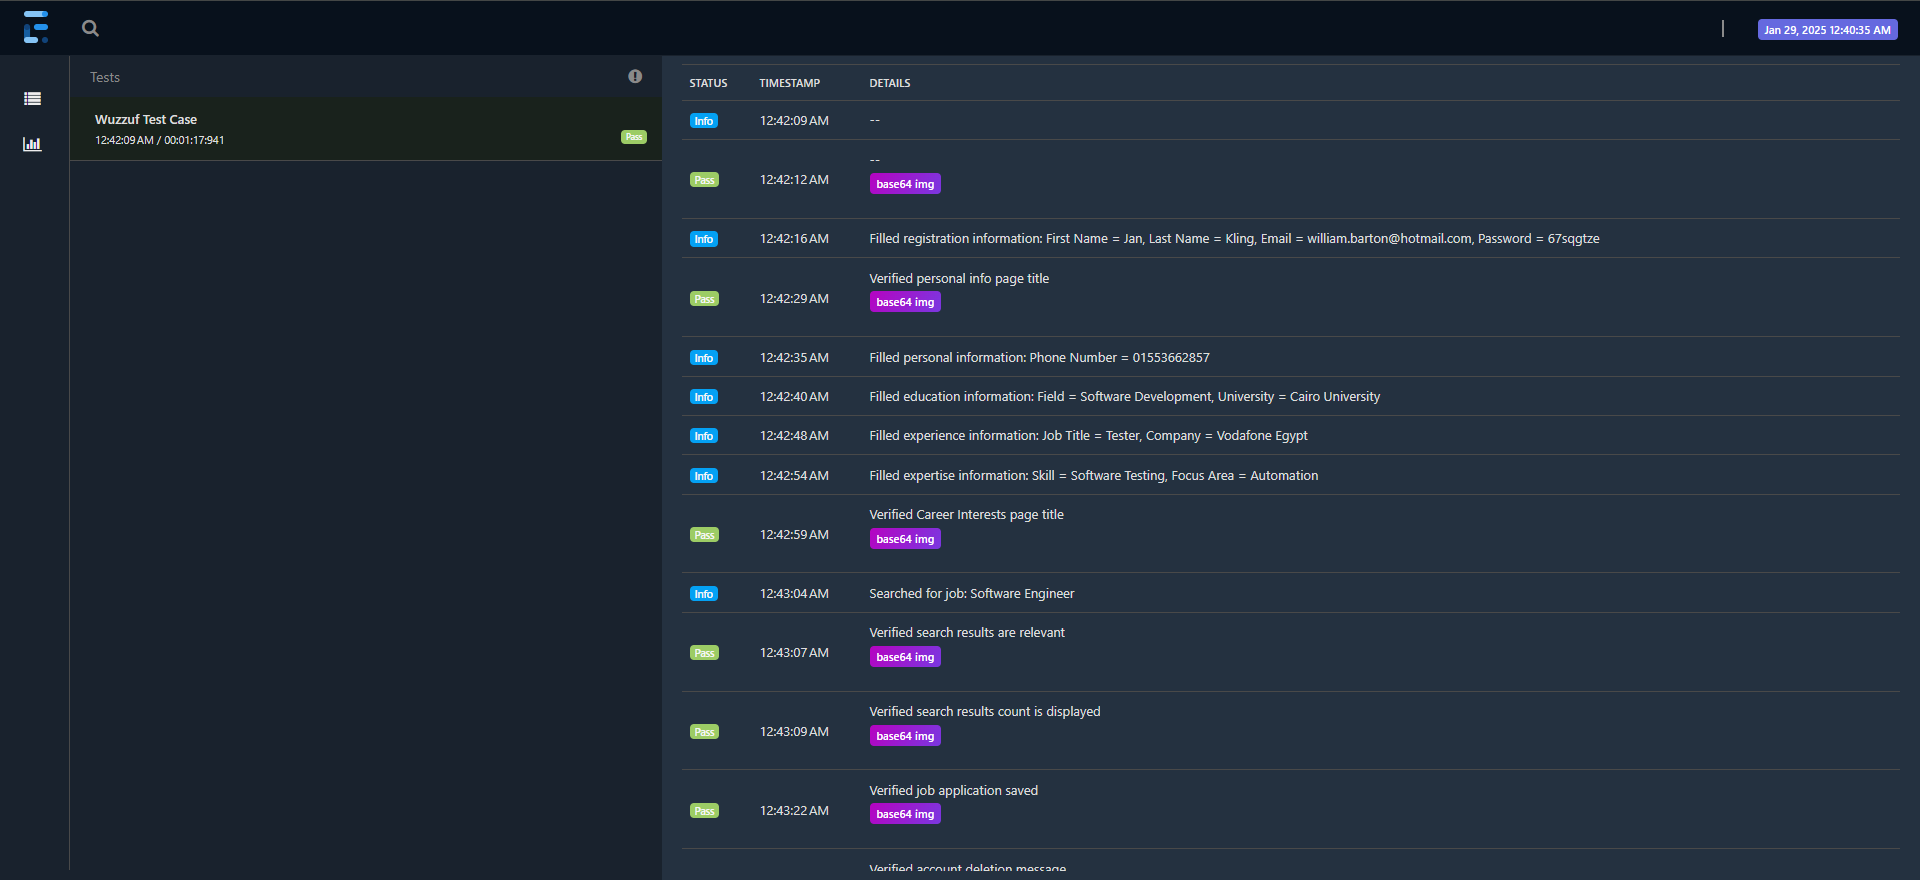 Jan 29, 2025 12:40:35 AM
Tests
Wuzzuf Test Case
12:42:09 AM / 00:01:17:941
Pass
STATUS TIMESTAMP DETAILS
Info 12:42:09 AM --
--
Pass 12:42:12 AM
base64 img
Info 12:42:16 AM Filled registration information: First Name = Jan, Last Name = Kling, Email = william.barton@hotmail.com, Password = 67sqgtze
Verified personal info page title
Pass 12:42:29 AM
base64 img
Info 12:42:35 AM Filled personal information: Phone Number = 01553662857
Info 12:42:40 AM Filled education information: Field = Software Development, University = Cairo University
Info 12:42:48 AM Filled experience information: Job Title = Tester, Company = Vodafone Egypt
Info 12:42:54 AM Filled expertise information: Skill = Software Testing, Focus Area = Automation
Verified Career Interests page title
Pass 12:42:59 AM
base64 img
Info 12:43:04 AM Searched for job: Software Engineer
Verified search results are relevant
Pass 12:43:07 AM
base64 img
Verified search results count is displayed
Pass 12:43:09 AM
base64 img
Verified job application saved
Pass 12:43:22 AM
base64 img
Verified account deletion message